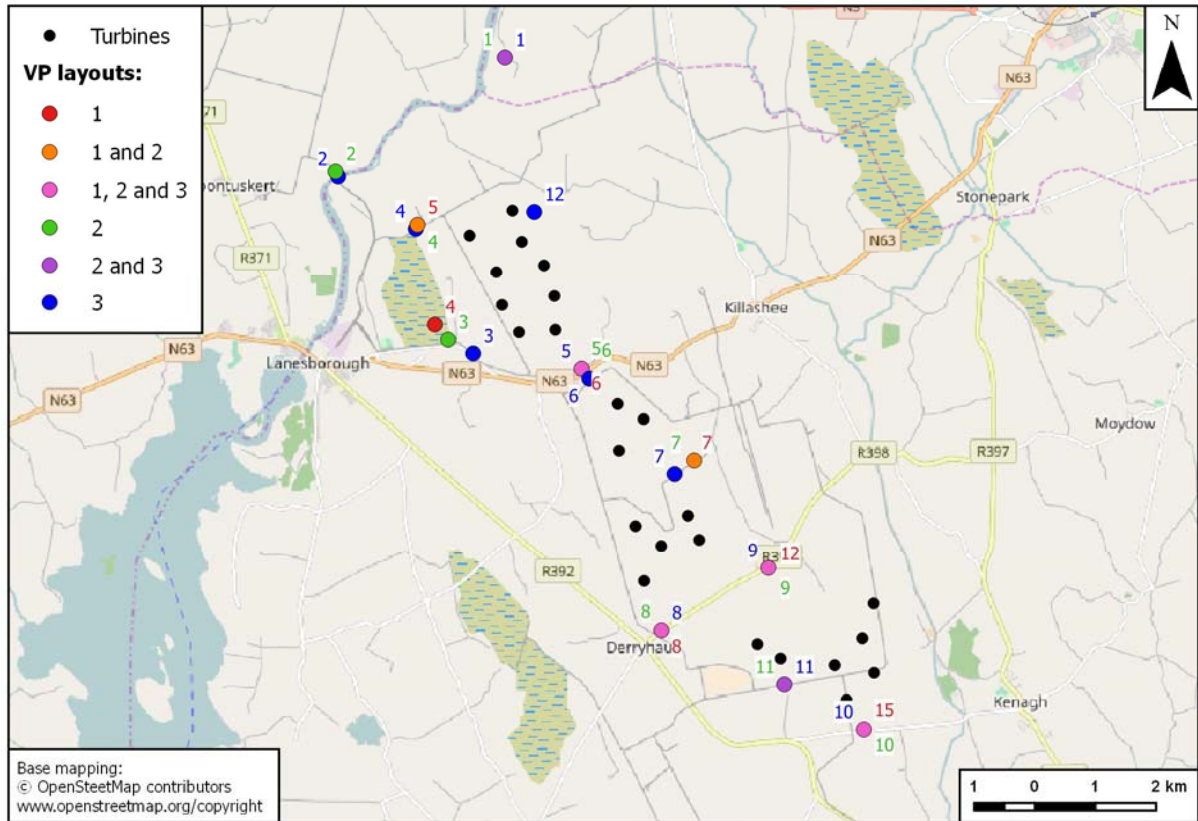 Turbines
VP layouts:
1
1 and 2
1, 2 and 3
2
2 and 3
3
N
1 1
N63
Stonepark
2 2
oontuskert
12
4 5
4
N63
R371
4
3
3
Killashee
N63
Lanesborough
N63
N63
N63
N63
5 56
6 6
Moydow
7 7
7
R398
R397
9 12
9
R392
8 8
8
Derryhau
11 11
10 15
10
Kenagh
Base mapping:
© OpenSteetMap contributors
www.openstreetmap.org/copyright
1 0 1 2 km